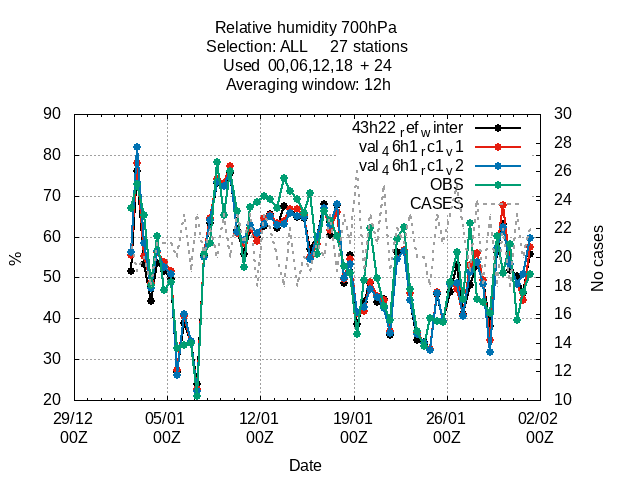 Relative humidity 700hPa
Selection: ALL 27 stations
Used 00,06,12,18 + 24
Averaging window: 12h
90 30
43h22_ref_winter
28
val_46h1_rc1_v1
80
val_46h1_rc1_v2
26
OBS
70 24
CASES
22
60 20
%
No cases
50 18
16
40 14
30 12
20 10
29/12 05/01 12/01 19/01 26/01 02/02
00Z 00Z 00Z 00Z 00Z 00Z
Date